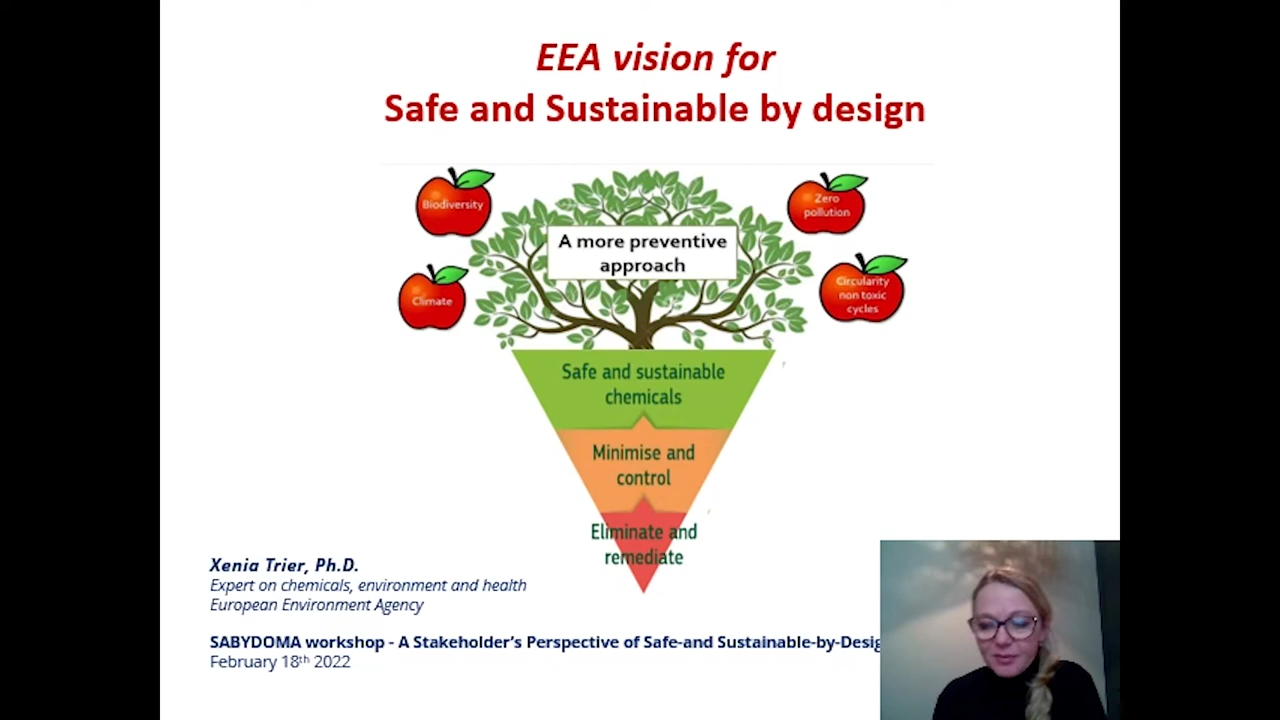 EEA vision for
Safe and Sustainable by design
Biodiversity
Zero
pollution
A more preventive
approach
Climate
Circularity
non toxic
cycles
Safe and sustainable
chemicals
Minimise and
control
Eliminate and
remediate
Xenia Trier, Ph.D.
Expert on chemicals, environment and health
European Environment Agency
SABYDOMA workshop - A Stakeholder's Perspective of Safe-and Sustainable-by-Desig
February 18th 2022